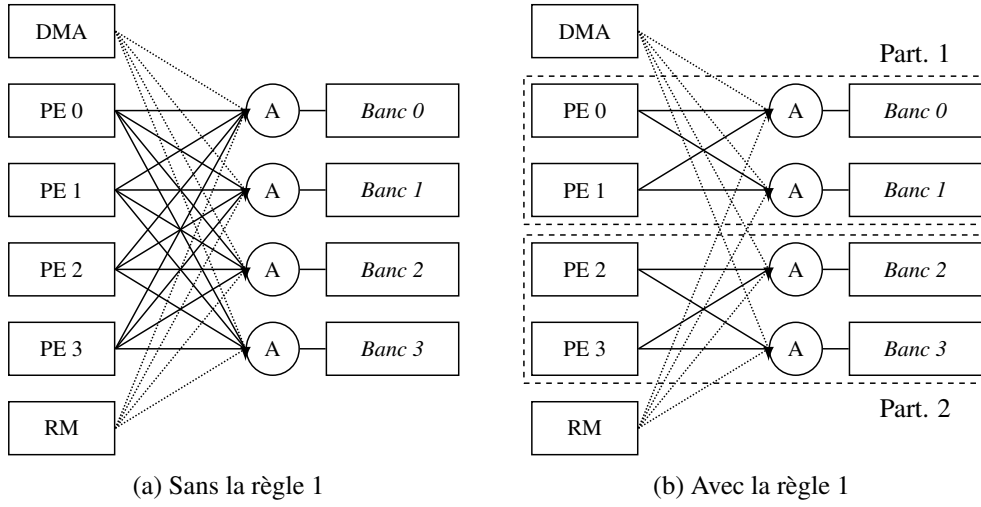 DMA
PE 0
A
Banc 0
PE 1
A
Banc 1
PE 2
A
Banc 2
PE 3
A
Banc 3
RM
(a) Sans la règle 1
DMA
Part. 1
PE 0
A
Banc 0
PE 1
A
Banc 1
PE 2
A
Banc 2
PE 3
A
Banc 3
Part. 2
RM
(b) Avec la règle 1